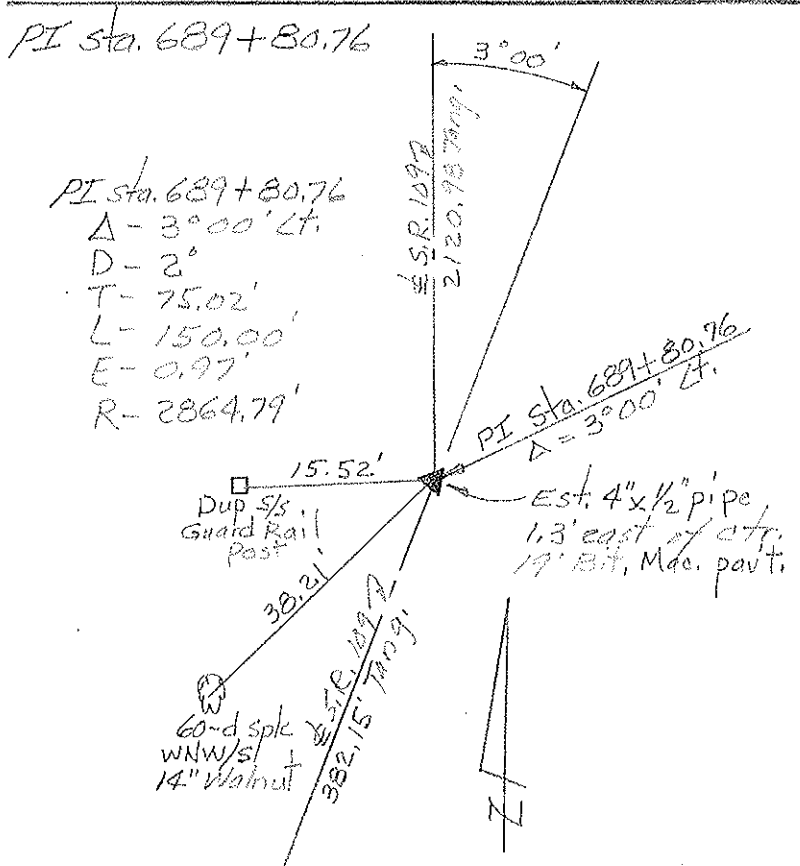 PI sta. 689+80.76
3°00'
PI sta. 689+80.76
Δ - 3°00' Lt.
D - 2°
T - 75.02'
L - 150.00'
E - 0.97'
R - 2864.79'
℄ S.R. 1097
2120.98 Tang.
PI Sta. 689+80.76
Δ = 3°00' Lt.
15.52'
Dup s/s
Guard Rail
Post
Est. 4"x1/2" pipe
1.3' east of ctr.
19' Bit. Mac. pav't.
38.21'
60-d spk
WNW/s
14" Walnut
℄ S.R. 1097
382.15' Tang.
N